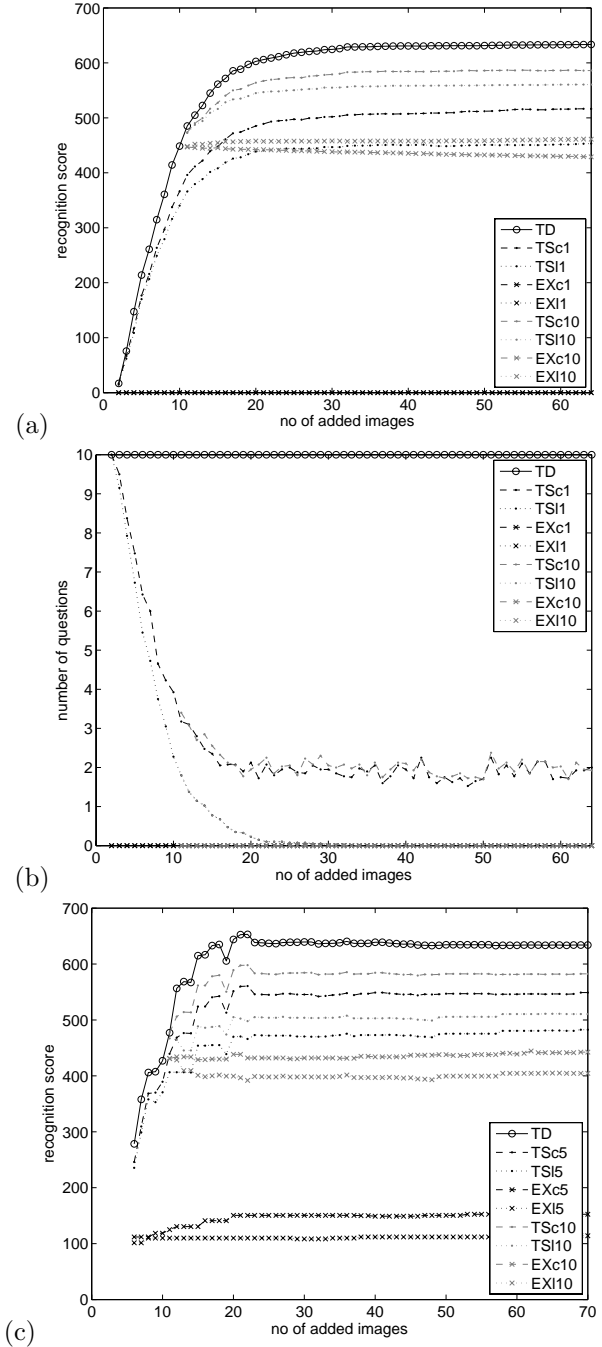 700
600
500
400
300
200
100
0
recognition score
0 10 20 30 40 50 60
no of added images
TD
TSc1
TSl1
EXc1
EXl1
TSc10
TSl10
EXc10
EXl10
(a)
10
9
8
7
6
5
4
3
2
1
0
number of questions
0 10 20 30 40 50 60
no of added images
TD
TSc1
TSl1
EXc1
EXl1
TSc10
TSl10
EXc10
EXl10
(b)
700
600
500
400
300
200
100
0
recognition score
0 10 20 30 40 50 60 70
no of added images
TD
TSc5
TSl5
EXc5
EXl5
TSc10
TSl10
EXc10
EXl10
(c)